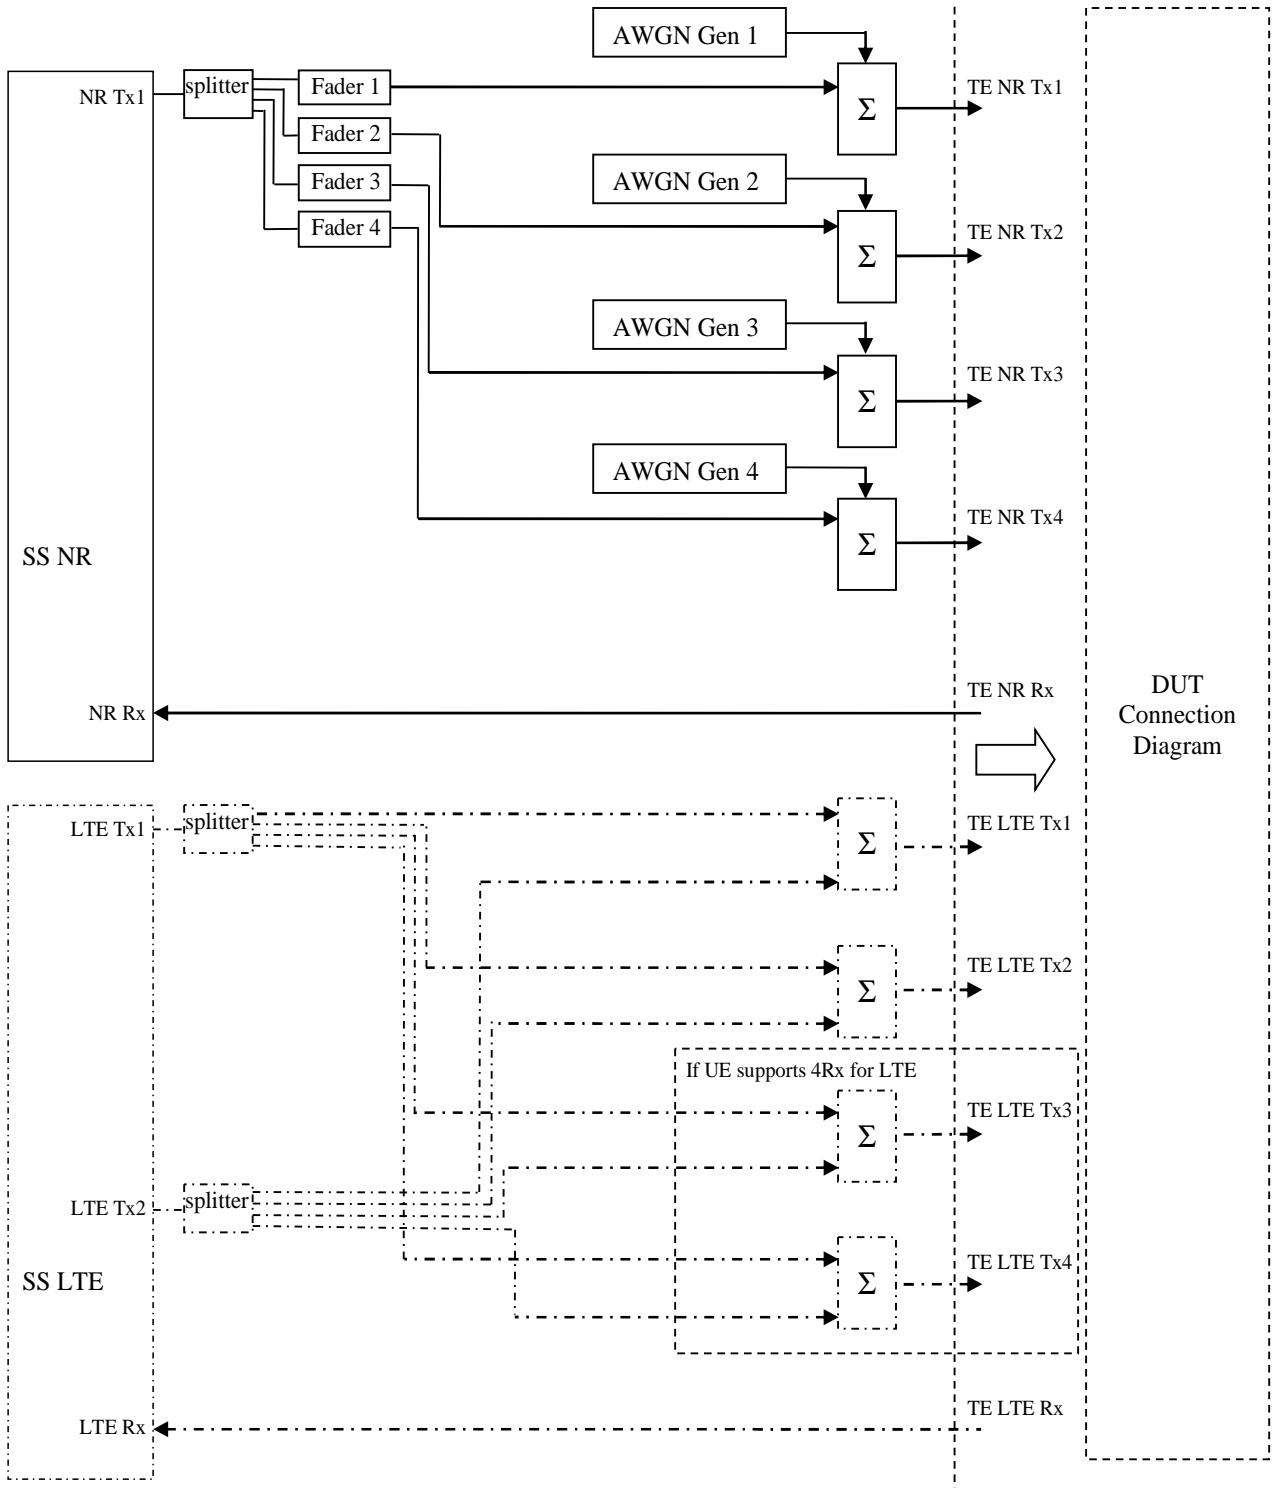 AWGN Gen 1
NR Tx1
splitter
Fader 1
Σ
TE NR Tx1
Fader 2
Fader 3
AWGN Gen 2
Fader 4
Σ
TE NR Tx2
AWGN Gen 3
Σ
TE NR Tx3
AWGN Gen 4
Σ
TE NR Tx4
SS NR
NR Rx
TE NR Rx
DUT
Connection
Diagram
LTE Tx1
splitter
Σ
TE LTE Tx1
Σ
TE LTE Tx2
If UE supports 4Rx for LTE
Σ
TE LTE Tx3
LTE Tx2
splitter
SS LTE
Σ
TE LTE Tx4
LTE Rx
TE LTE Rx